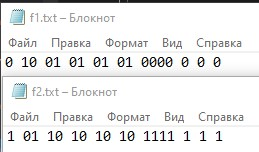 f1.txt – Блокнот
Файл Правка Формат Вид Справка
0 10 01 01 01 01 0000 0 0 0
f2.txt – Блокнот
Файл Правка Формат Вид Справка
1 01 10 10 10 10 1111 1 1 1